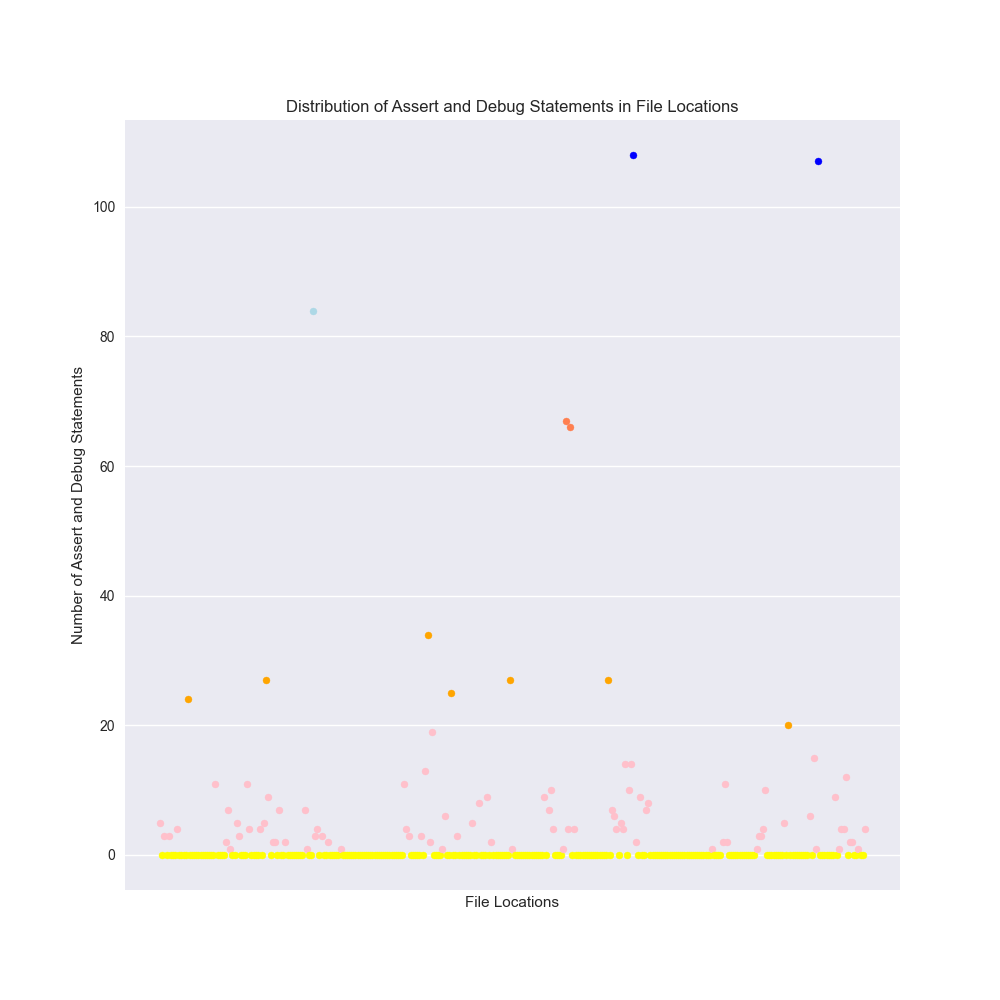 Distribution of Assert and Debug Statements in File Locations
100
80
60
40
20
0
Number of Assert and Debug Statements
File Locations